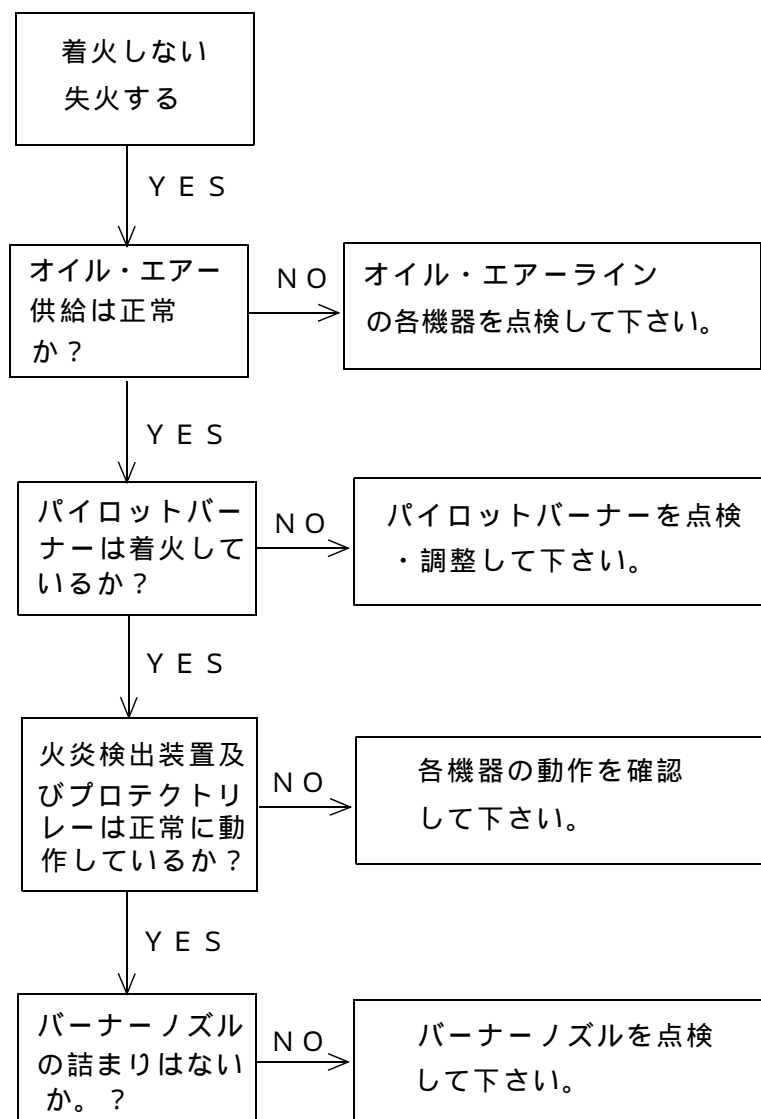 着火しない
失火する
ＹＥＳ
オイル・エアー
供給は正常
か？
ＮＯ
オイル・エアーライン
の各機器を点検して下さい。
ＹＥＳ
パイロットバー
ナーは着火して
いるか？
ＮＯ
パイロットバーナーを点検
・調整して下さい。
ＹＥＳ
火炎検出装置及
びプロテクトリ
レーは正常に動
作しているか？
ＮＯ
各機器の動作を確認
して下さい。
ＹＥＳ
バーナーノズル
の詰まりはない
か。？
ＮＯ
バーナーノズルを点検
して下さい。